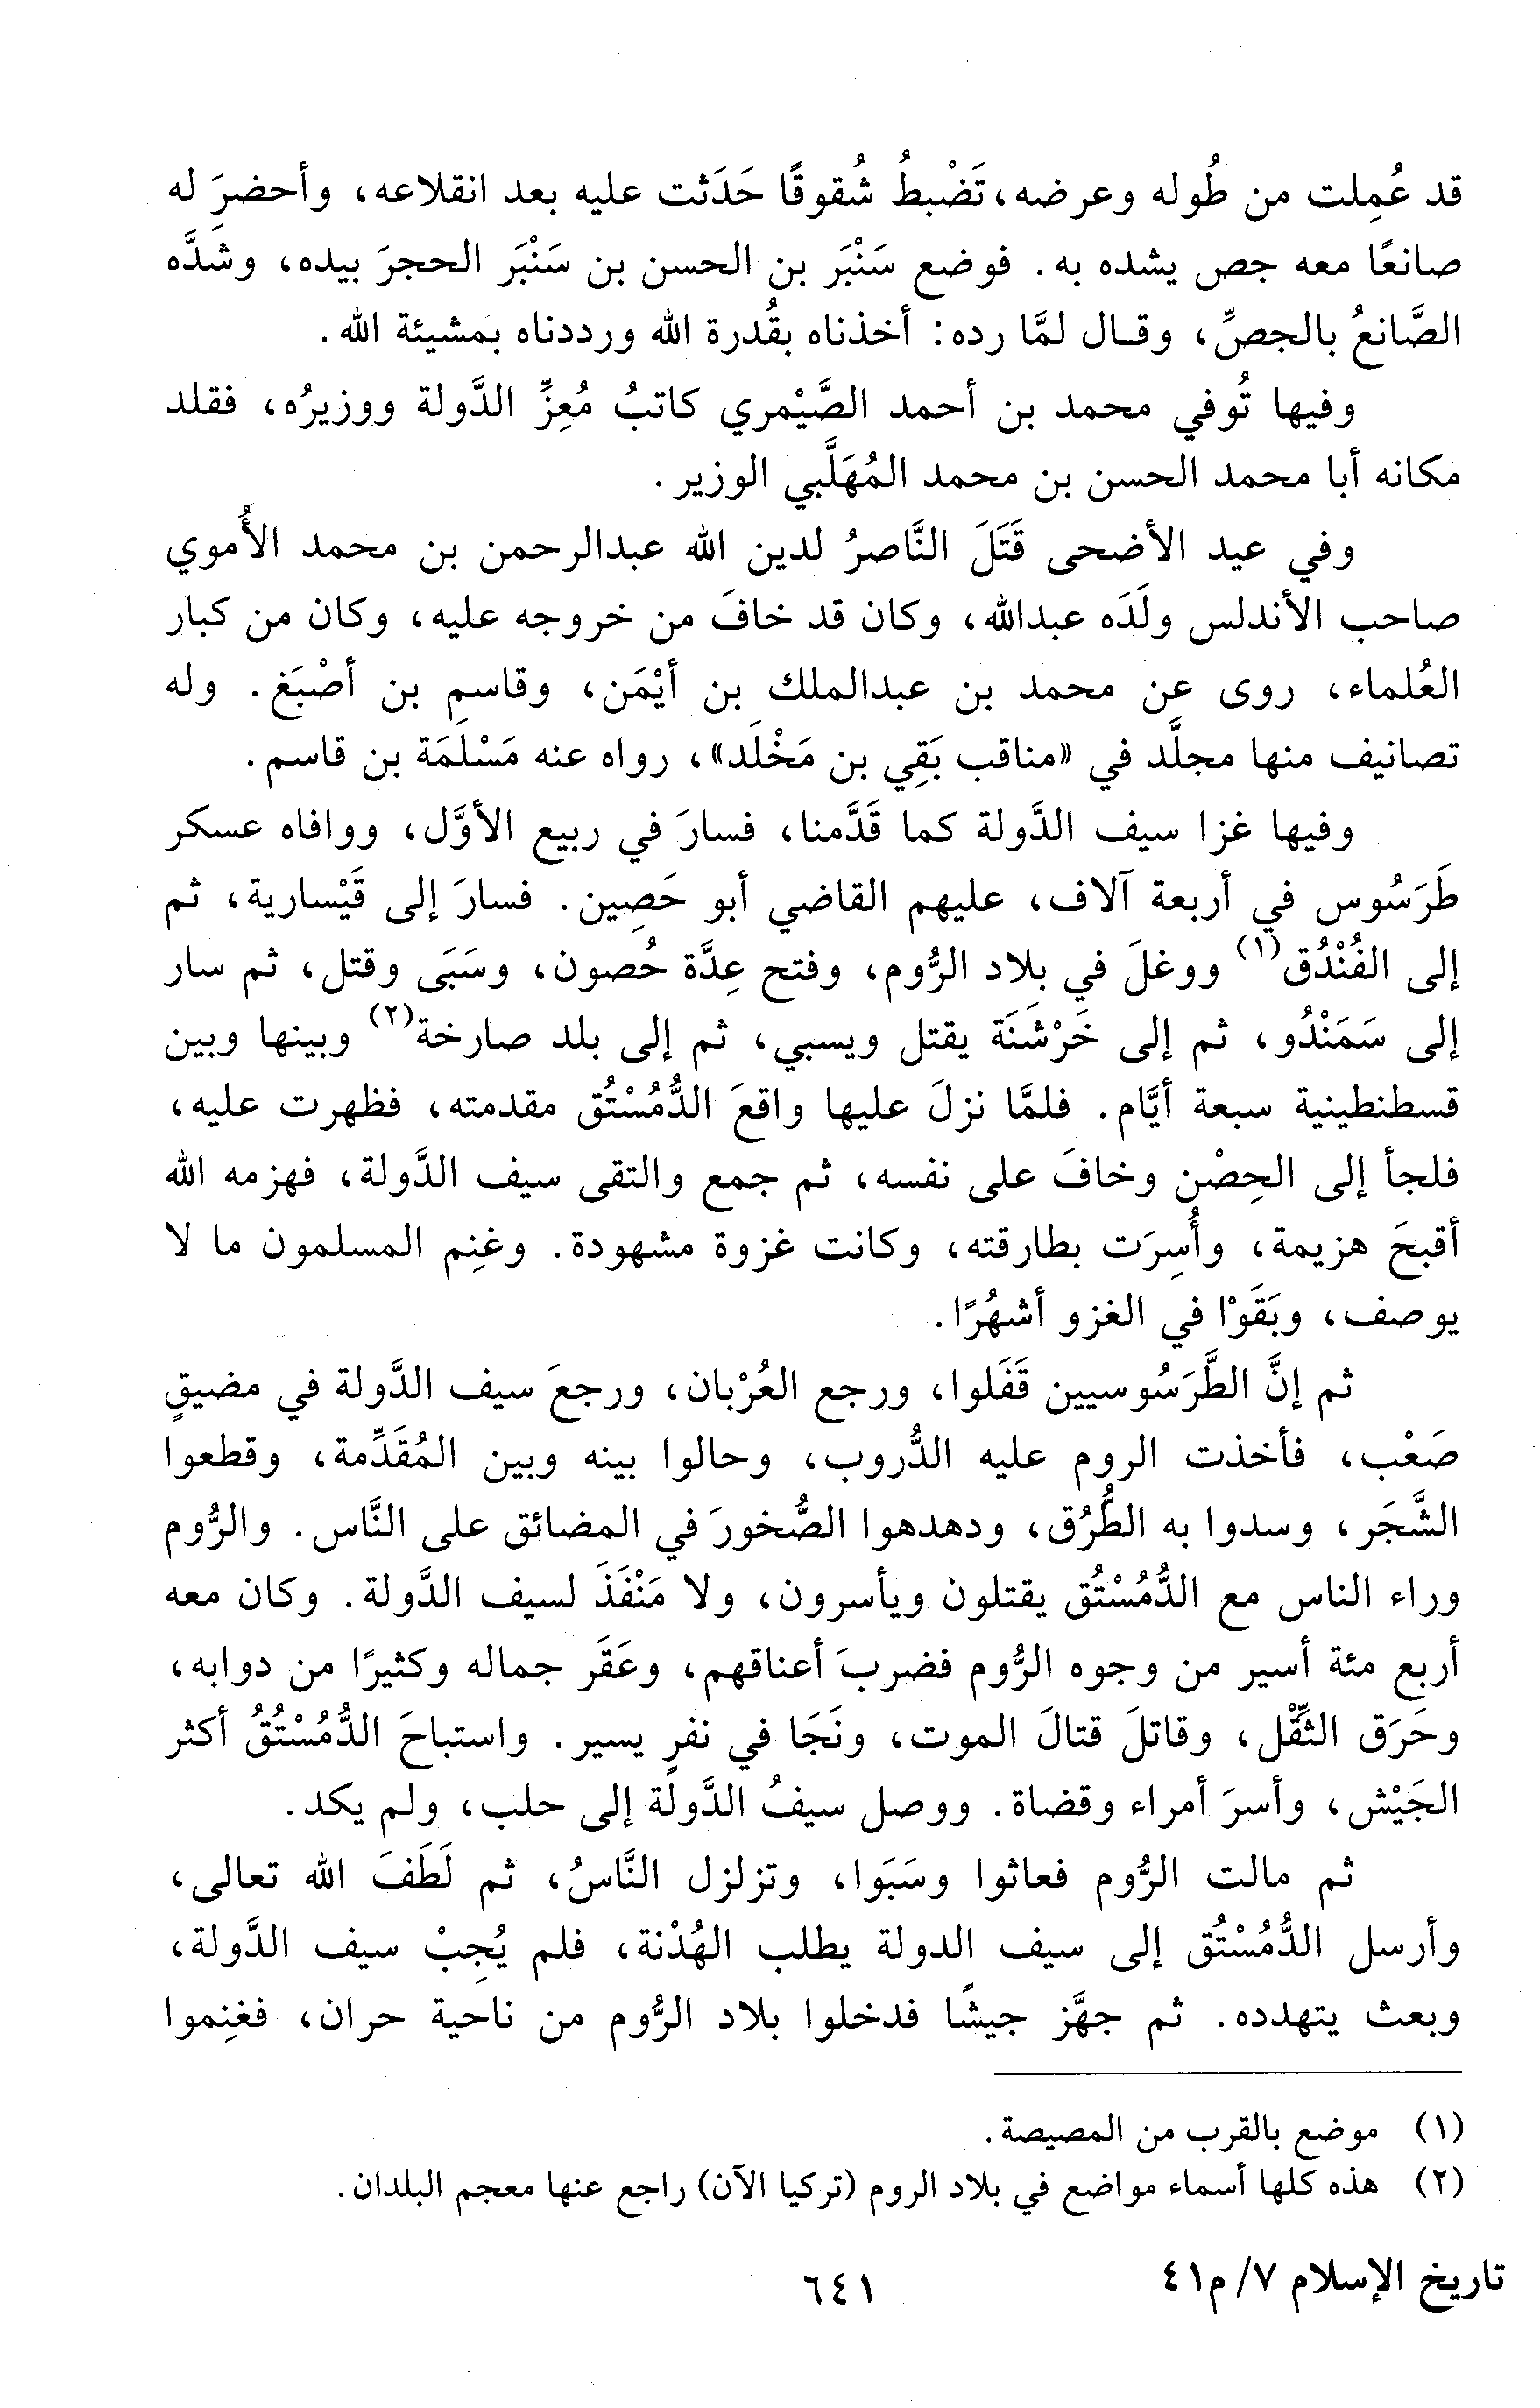 قد عُمِلت من طُوله وعرضه، تَضْبطُ شُقوقًا حَدَثت عليه بعد انقلاعه، وأحضرَ له
صانعًا معه جص يشده به. فوضع سَنْبَر بن الحسن بن سَنْبَر الحجرَ بيده، وشدَّه
الصَّانعُ بالجصِّ، وقال لمَّا رده: أخذناه بقُدرة الله ورددناه بمشيئة الله.
وفيها تُوفي محمد بن أحمد الصَّيْمري كاتبُ مُعِزِّ الدَّولة ووزيرُه، فقلد
مكانه أبا محمد الحسن بن محمد المُهَلَّبي الوزير.
وفي عيد الأضحى قَتَلَ النَّاصرُ لدين الله عبدالرحمن بن محمد الأُموي
صاحب الأندلس ولَدَه عبدالله، وكان قد خافَ من خروجه عليه، وكان من كبار
العُلماء، روى عن محمد بن عبدالملك بن أيْمَن، وقاسم بن أصْبَغ. وله
تصانيف منها مجلَّد في «مناقب بَقِي بن مَخْلَد»، رواه عنه مَسْلَمَة بن قاسم.
وفيها غزا سيف الدَّولة كما قَدَّمنا، فسارَ في ربيع الأوَّل، ووافاه عسكر
طَرَسُوس في أربعة آلاف، عليهم القاضي أبو حَصِين. فسارَ إلى قَيْسارية، ثم
إلى الفُنْدُق(١) ووغلَ في بلاد الرُّوم، وفتح عِدَّة حُصون، وسَبَى وقتل، ثم سار
إلى سَمَنْدُو، ثم إلى خَرْشَنَة يقتل ويسبي، ثم إلى بلد صارخة(٢) وبينها وبين
قسطنطينية سبعة أيَّام. فلمَّا نزلَ عليها واقعَ الدُّمُسْتُق مقدمته، فظهرت عليه،
فلجأ إلى الحِصْن وخافَ على نفسه، ثم جمع والتقى سيف الدَّولة، فهزمه الله
أقبحَ هزيمة، وأُسِرَت بطارقته، وكانت غزوة مشهودة. وغنِم المسلمون ما لا
يوصف، وبَقَوْا في الغزو أشهُرًا.
ثم إنَّ الطَّرَسُوسيين قَفَلوا، ورجع العُرْبان، ورجعَ سيف الدَّولة في مضيقٍ
صَعْب، فأخذت الروم عليه الدُّروب، وحالوا بينه وبين المُقَدِّمة، وقطعوا
الشَّجَر، وسدوا به الطُّرُق، ودهدهوا الصُّخورَ في المضائق على النَّاس. والرُّوم
وراء الناس مع الدُّمُسْتُق يقتلون ويأسرون، ولا مَنْفَذَ لسيف الدَّولة. وكان معه
أربع مئة أسير من وجوه الرُّوم فضربَ أعناقهم، وعَقَر جماله وكثيرًا من دوابه،
وحَرَق الثِّقْل، وقاتلَ قتالَ الموت، ونَجَا في نفرٍ يسير. واستباحَ الدُّمُسْتُقُ أكثر
الجَيْش، وأسرَ أمراء وقضاة. ووصل سيفُ الدَّولة إلى حلب، ولم يكد.
ثم مالت الرُّوم فعاثوا وسَبَوا، وتزلزل النَّاسُ، ثم لَطَفَ الله تعالى،
وأرسل الدُّمُسْتُق إلى سيف الدولة يطلب الهُدْنة، فلم يُجِبْ سيف الدَّولة،
وبعث يتهدده. ثم جهَّز جيشًا فدخلوا بلاد الرُّوم من ناحية حران، فغنِموا
(١) موضع بالقرب من المصيصة.
(٢) هذه كلها أسماء مواضع في بلاد الروم (تركيا الآن) راجع عنها معجم البلدان.
تاريخ الإسلام ٧/ م٤١
٦٤١